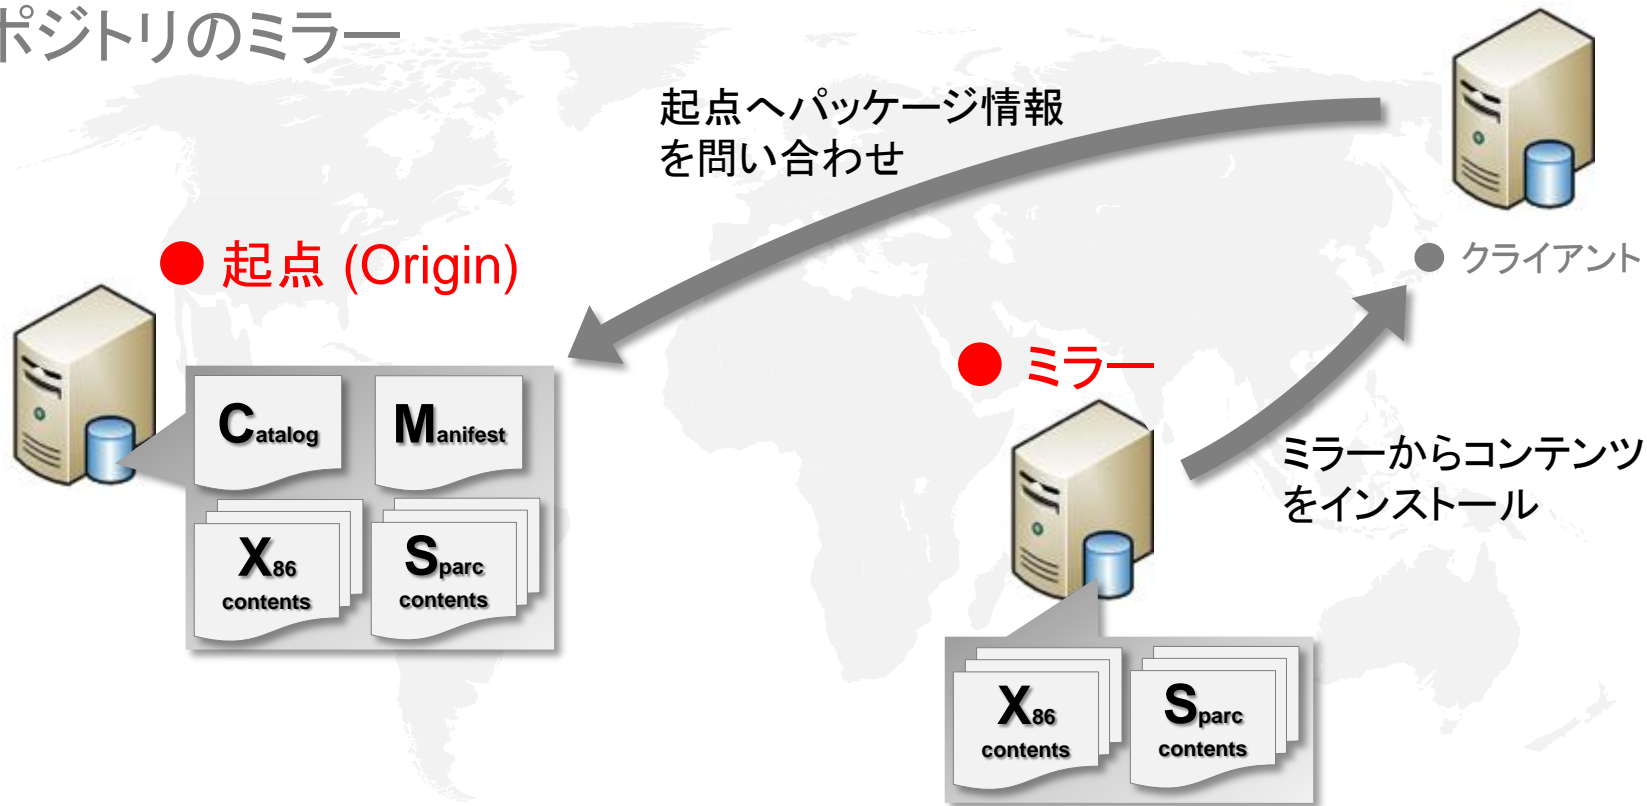 ポジトリのミラー
起点へパッケージ情報
を問い合わせ
● クライアント
● 起点 (Origin)
● ミラー
Catalog
Manifest
X86
contents
Sparc
contents
ミラーからコンテンツ
をインストール
X86
contents
Sparc
contents